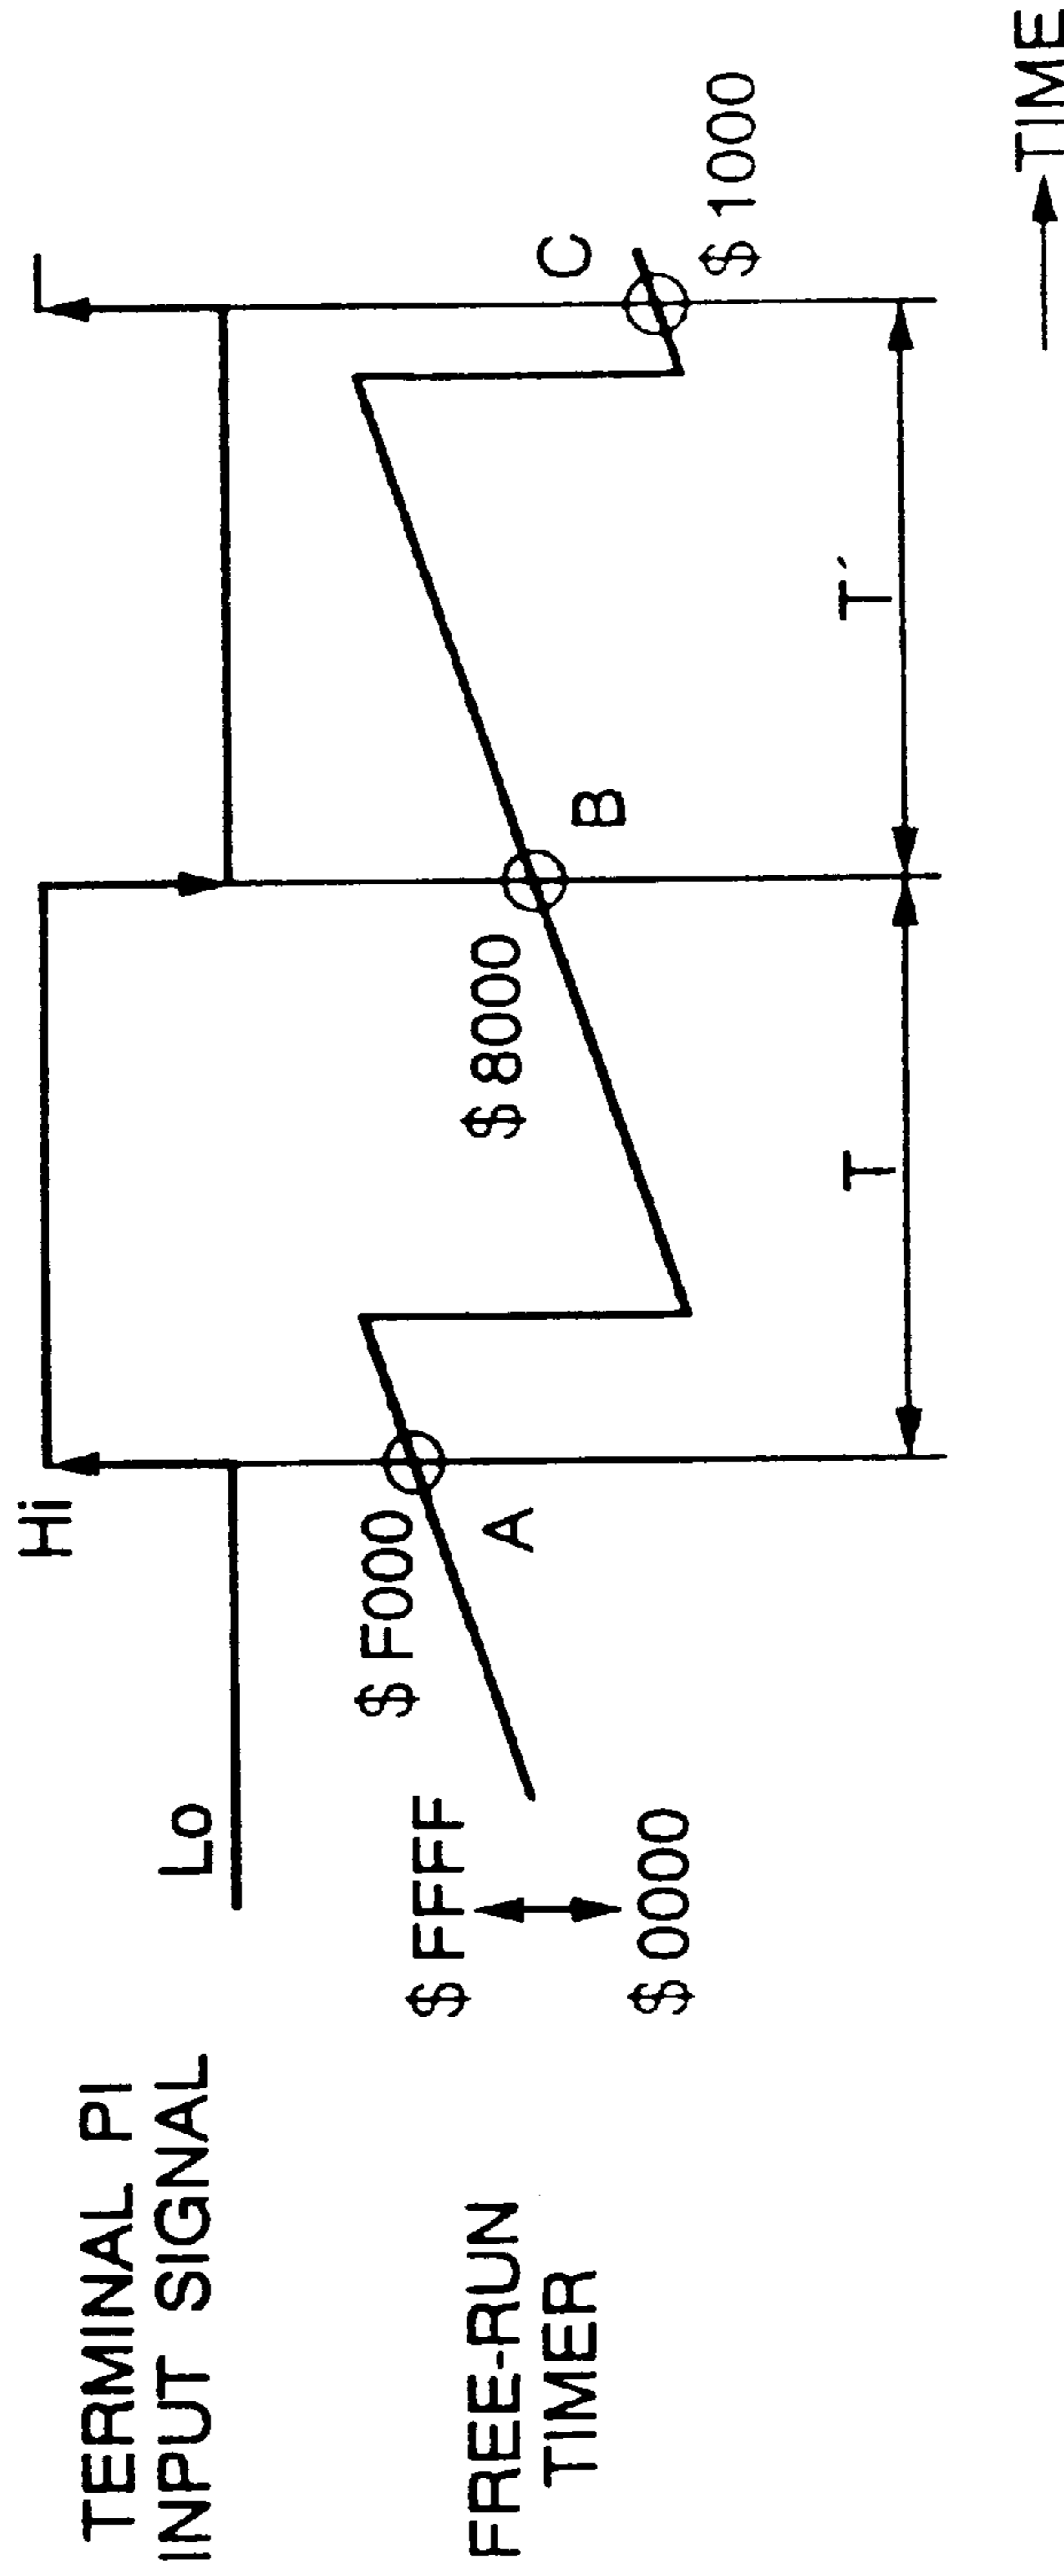 TERMINAL PI
INPUT SIGNAL
Lo
Hi
FREE-RUN
TIMER
$ FFFF
$ 0000
$ F000
A
$ 8000
B
C
$ 1000
T
T´
TIME